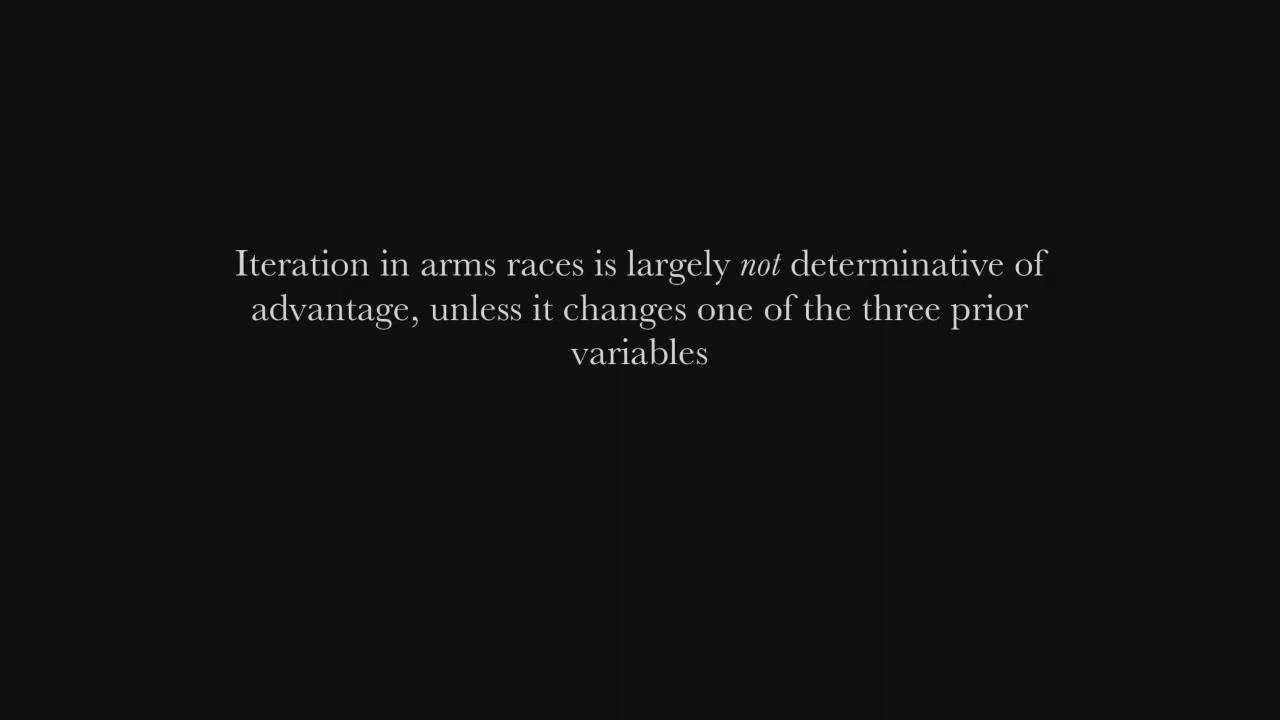 Iteration in arms races is largely not determinative of
advantage, unless it changes one of the three prior
variables